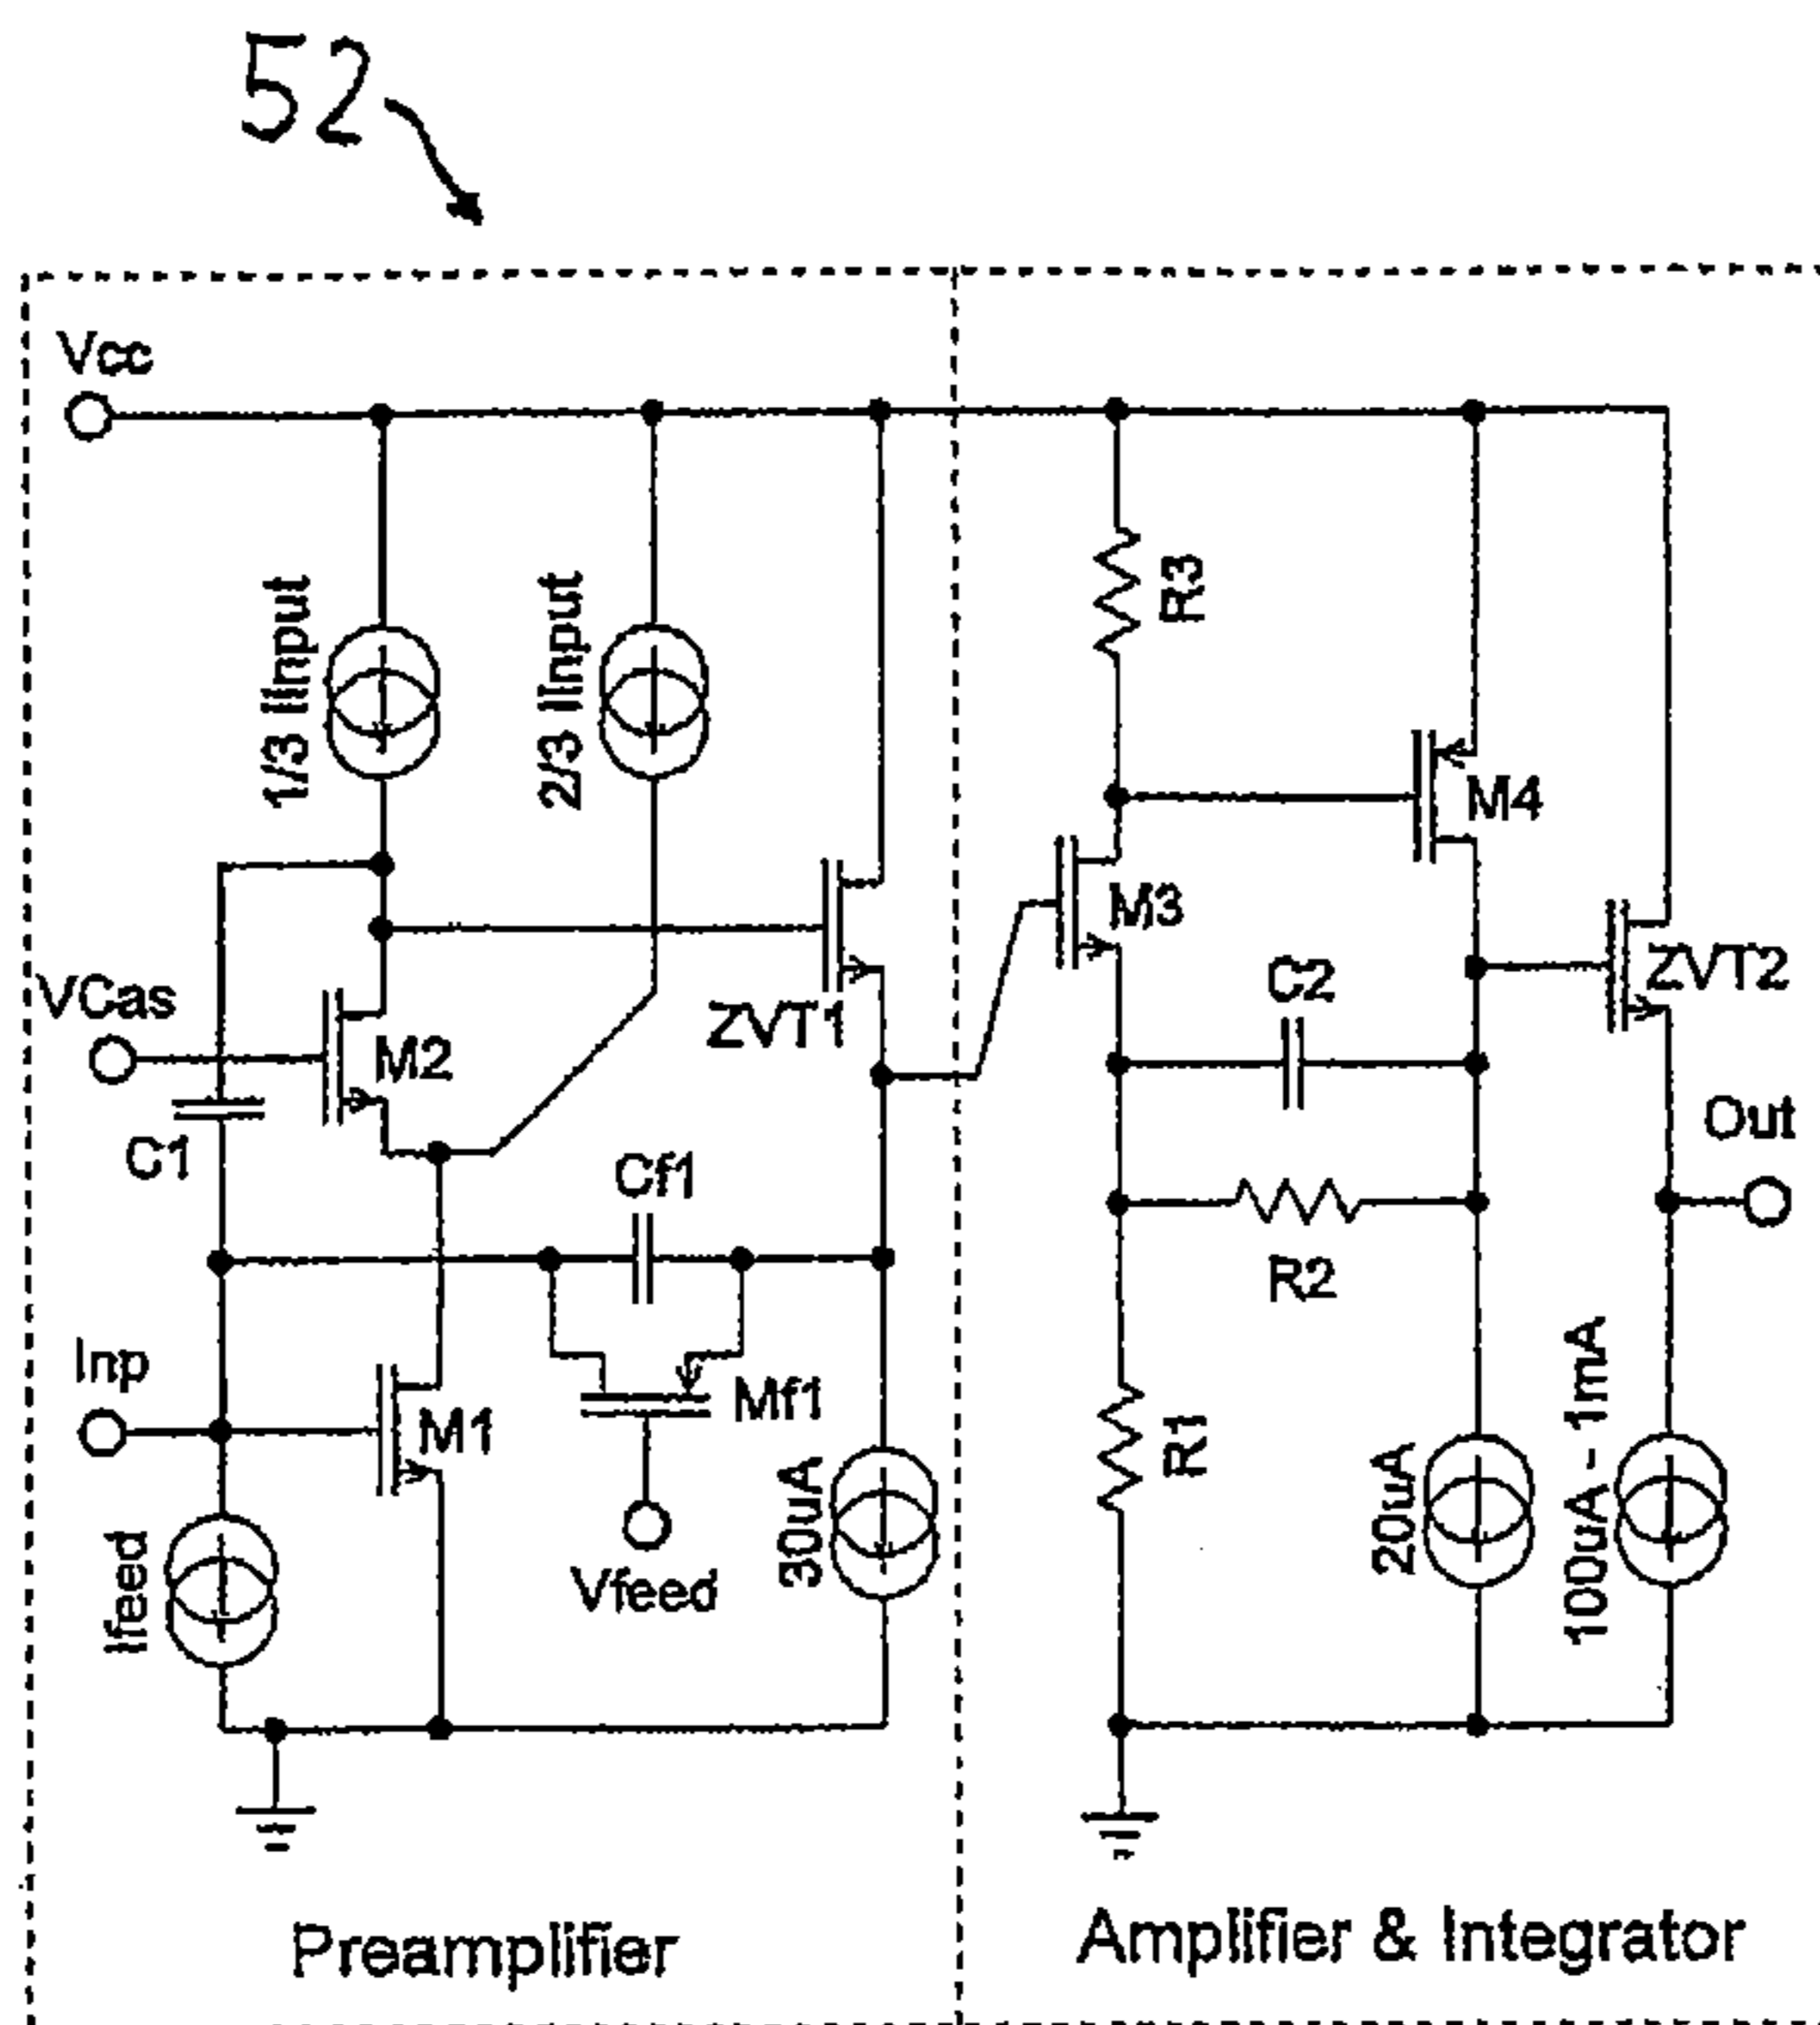 52
Vcc
1/3 IInput
2/3 IInput
R3
M4
M3
ZVT2
VCas
M2
ZVT1
C2
Out
C1
Cf1
R2
Inp
M1
Mf1
R1
Ifeed
Vfeed
30uA
20uA
100uA - 1mA
Preamplifier
Amplifier & Integrator